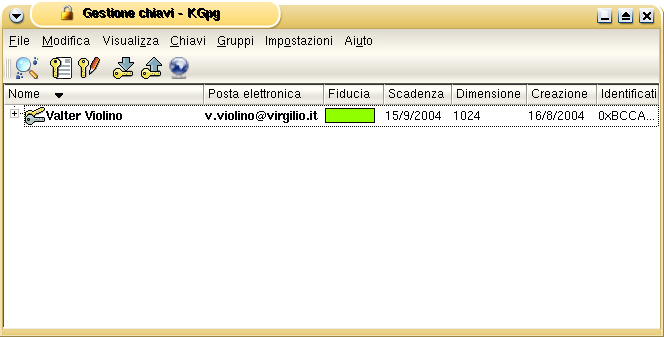 Gestione chiavi - KGpg
File Modifica Visualizza Chiavi Gruppi Impostazioni Aiuto
Nome Posta elettronica Fiducia Scadenza Dimensione Creazione Identificati
Valter Violino v.violino@virgilio.it 15/9/2004 1024 16/8/2004 0xBCCA...